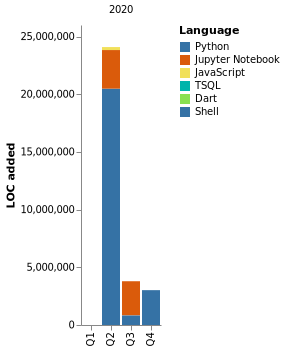 2020
Language
Python
Jupyter Notebook
JavaScript
TSQL
Dart
Shell
LOC added
25,000,000
20,000,000
15,000,000
10,000,000
5,000,000
0
Q1
Q2
Q3
Q4